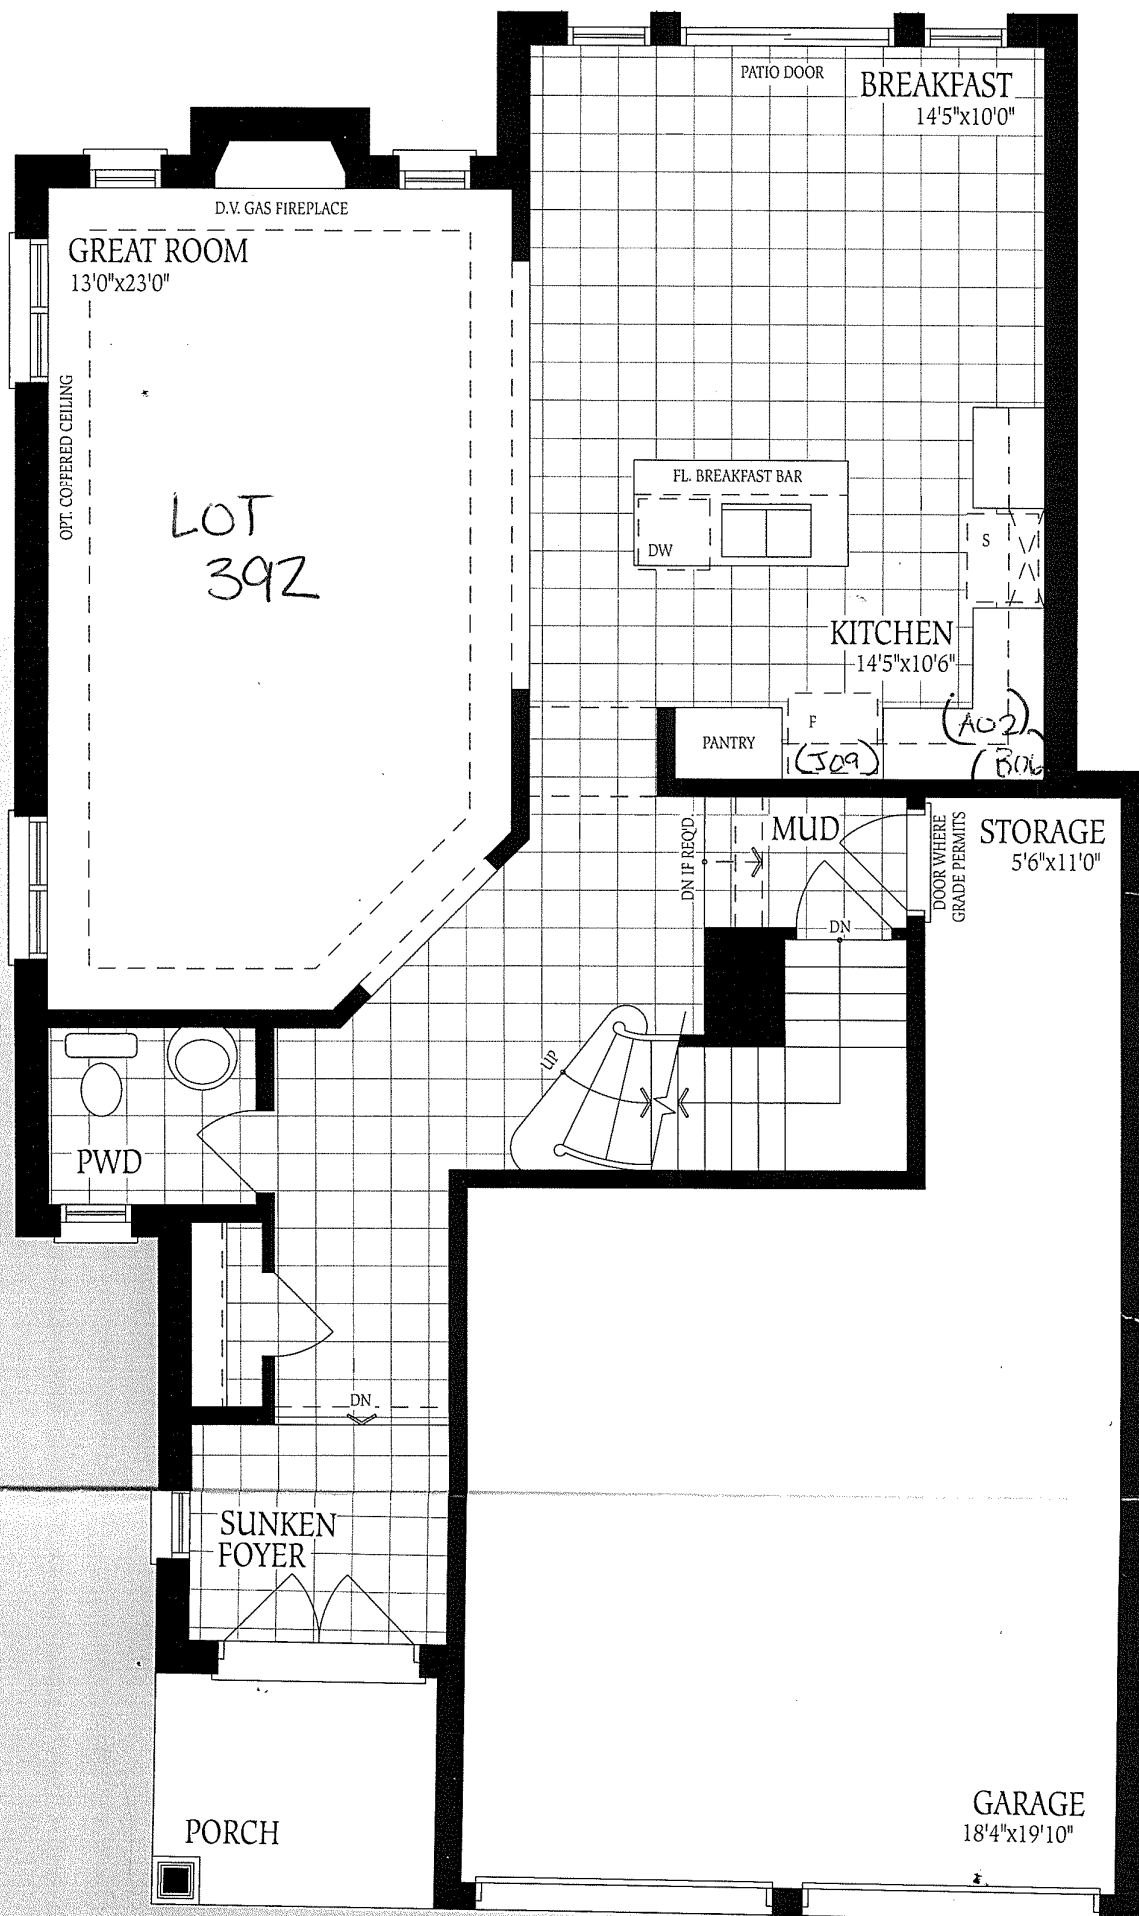 PATIO DOOR
BREAKFAST
14'5"x10'0"
D.V. GAS FIREPLACE
GREAT ROOM
13'0"x23'0"
OPT. COFFERED CEILING
LOT
392
FL. BREAKFAST BAR
DW
S
KITCHEN
14'5"x10'6"
(A02)
PANTRY
F
(J09)
(B06
DN IF REQ'D.
MUD
DOOR WHERE
GRADE PERMITS
STORAGE
5'6"x11'0"
DN
UP
PWD
DN
SUNKEN
FOYER
PORCH
GARAGE
18'4"x19'10"